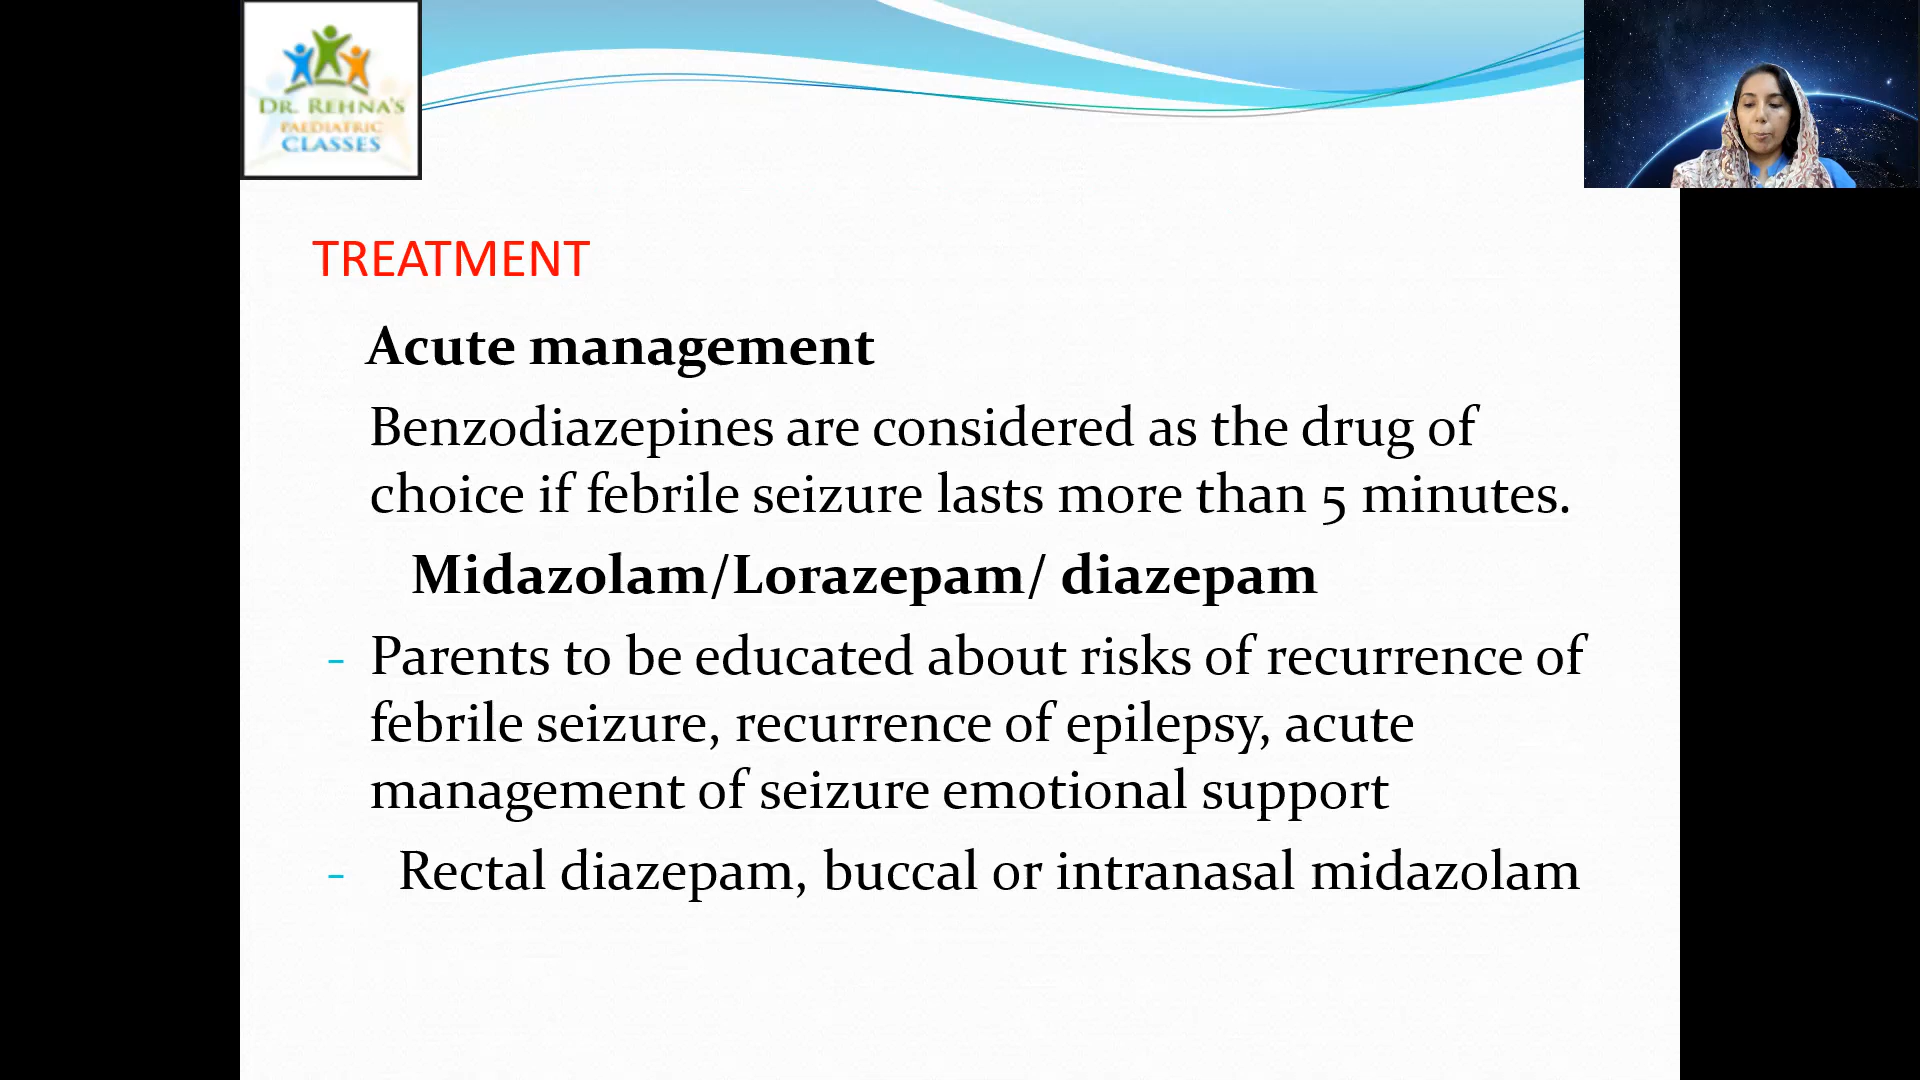 DR. REHNA'S
PAEDIATRIC
CLASSES
TREATMENT
Acute management
Benzodiazepines are considered as the drug of
choice if febrile seizure lasts more than 5 minutes.
Midazolam/Lorazepam/ diazepam
- Parents to be educated about risks of recurrence of
febrile seizure, recurrence of epilepsy, acute
management of seizure emotional support
- Rectal diazepam, buccal or intranasal midazolam